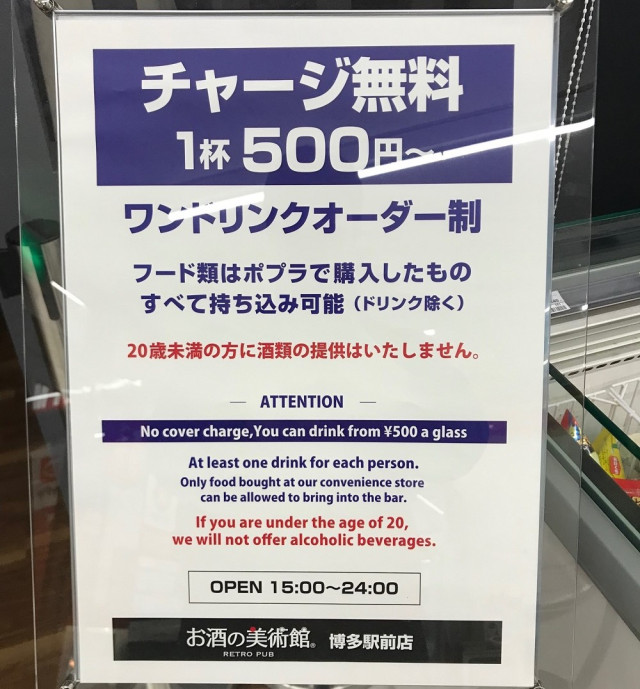 チャージ無料
1杯 500円～
ワンドリンクオーダー制
フード類はポプラで購入したもの
すべて持ち込み可能（ドリンク除く）
20歳未満の方に酒類の提供はいたしません。
— ATTENTION —
No cover charge,You can drink from ¥500 a glass
At least one drink for each person.
Only food bought at our convenience store
can be allowed to bring into the bar.
If you are under the age of 20,
we will not offer alcoholic beverages.
OPEN 15:00～24:00
お酒の美術館® 博多駅前店
RETRO PUB